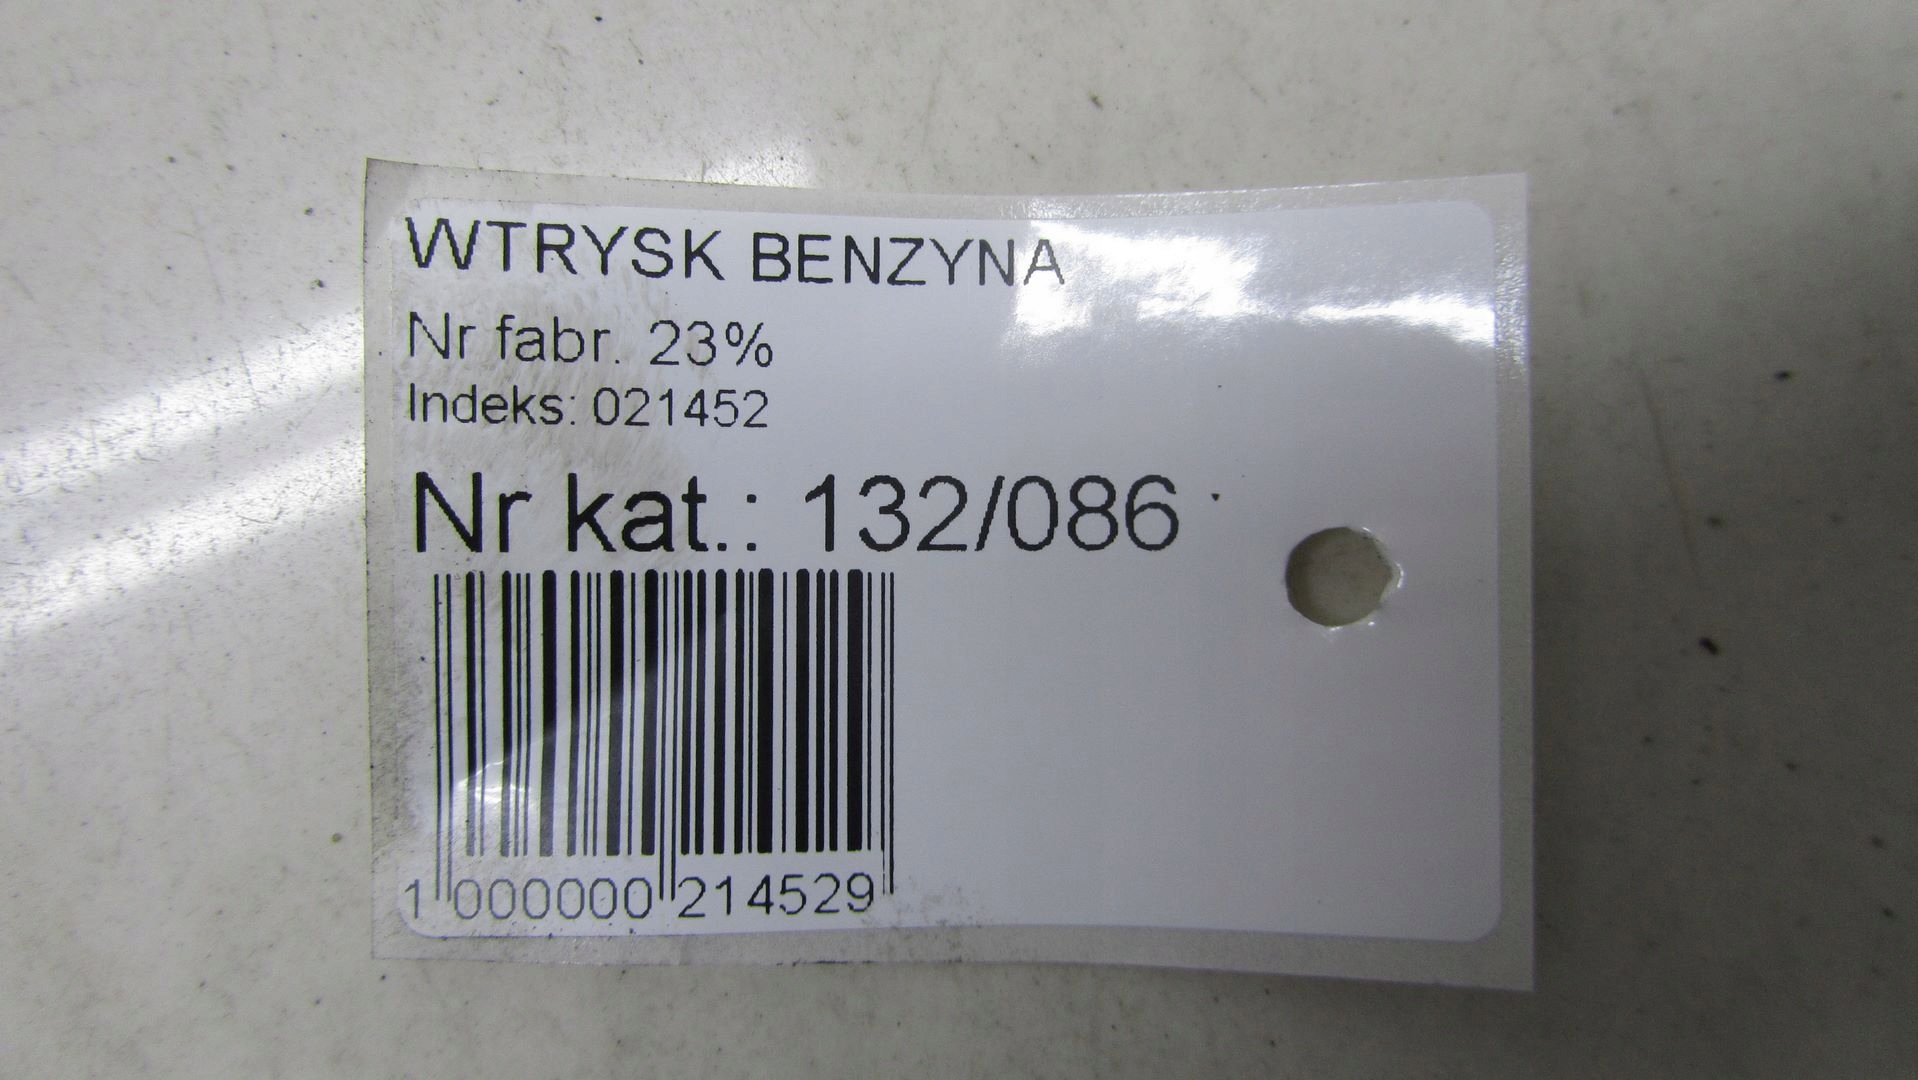 WTRYSK BENZYNA
Nr fabr. 23%
Indeks: 021452
Nr kat.: 132/086
1 000000 214529